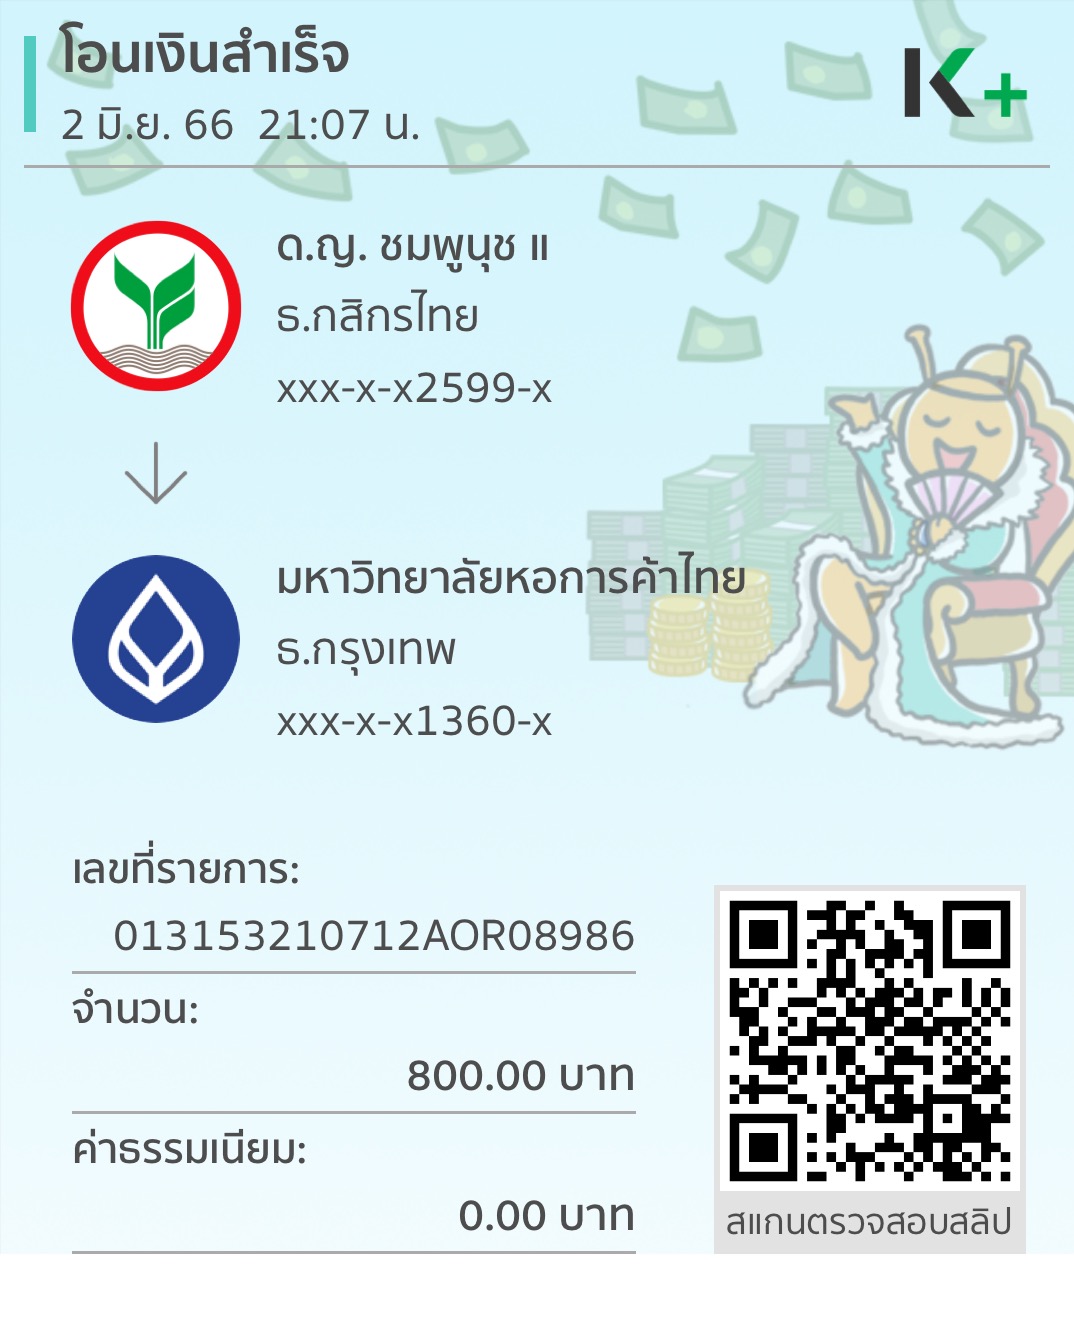 โอนเงินสำเร็จ
2 มิ.ย. 66 21:07 น.
K+
ด.ญ. ชมพูนุช แ
ธ.กสิกรไทย
xxx-x-x2599-x
มหาวิทยาลัยหอการค้าไทย
ธ.กรุงเทพ
xxx-x-x1360-x
เลขที่รายการ:
013153210712AOR08986
จำนวน:
800.00 บาท
ค่าธรรมเนียม:
0.00 บาท
สแกนตรวจสอบสลิป